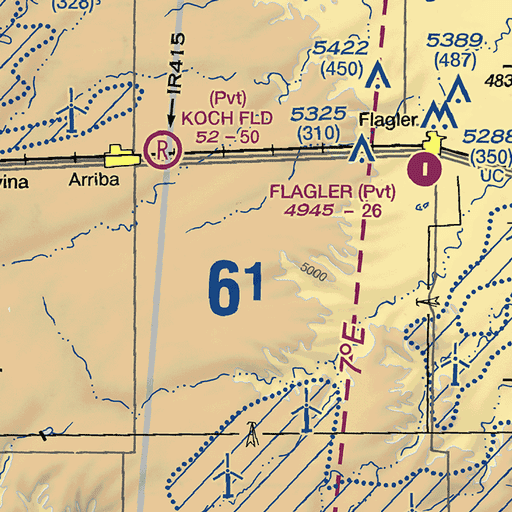 (328)
IR415
5422
(450)
5389
(487)
483
(Pvt)
KOCH FLD
52 - 50
5325
(310)
Flagler
5288
(350)
UC
R
Arriba
FLAGLER (Pvt)
4945 - 26
61
5000
7°E